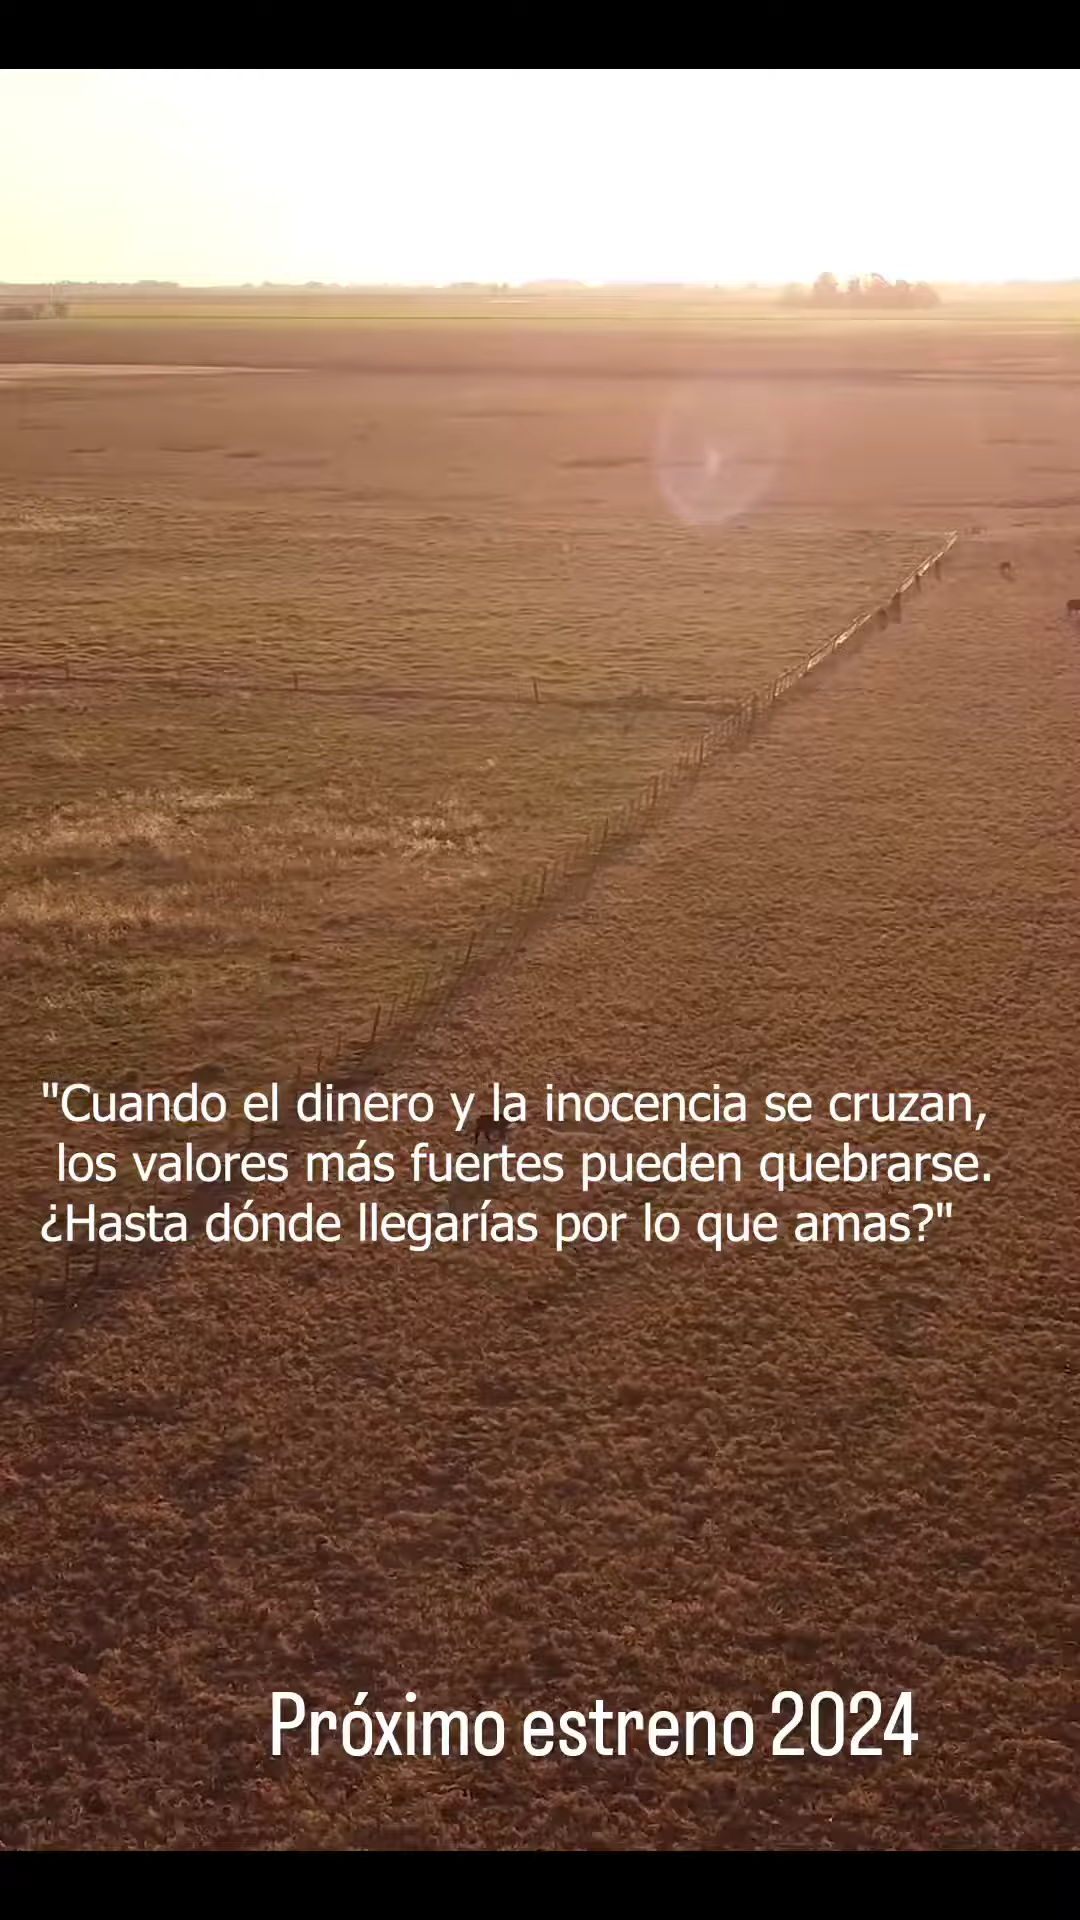 "Cuando el dinero y la inocencia se cruzan,
los valores más fuertes pueden quebrarse.
¿Hasta dónde llegarías por lo que amas?"
Próximo estreno 2024